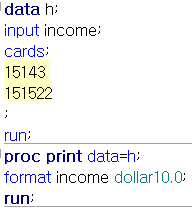 data h;
input income;
cards;
15143
151522
;
run;
proc print data=h;
format income dollar10.0;
run;